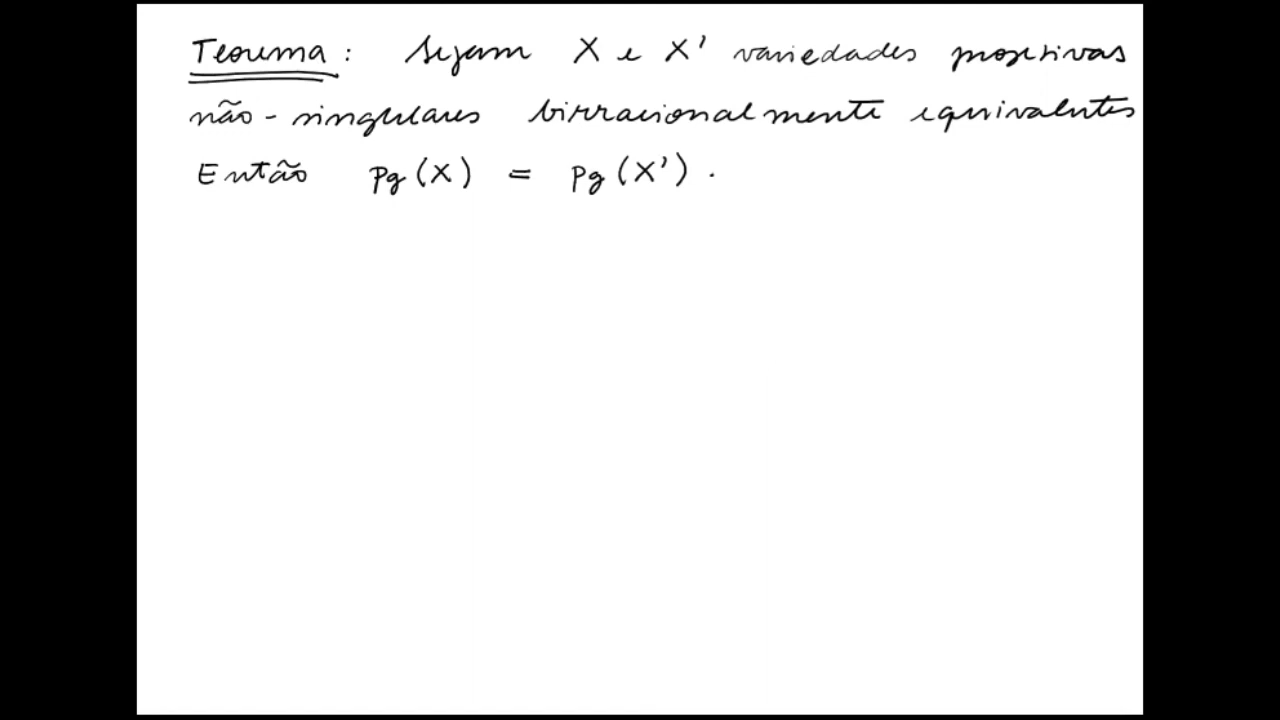 Teorema : Sejam X e X' variedades projetivas
não-singulares birracionalmente equivalentes
Então pg(X) = pg(X') .